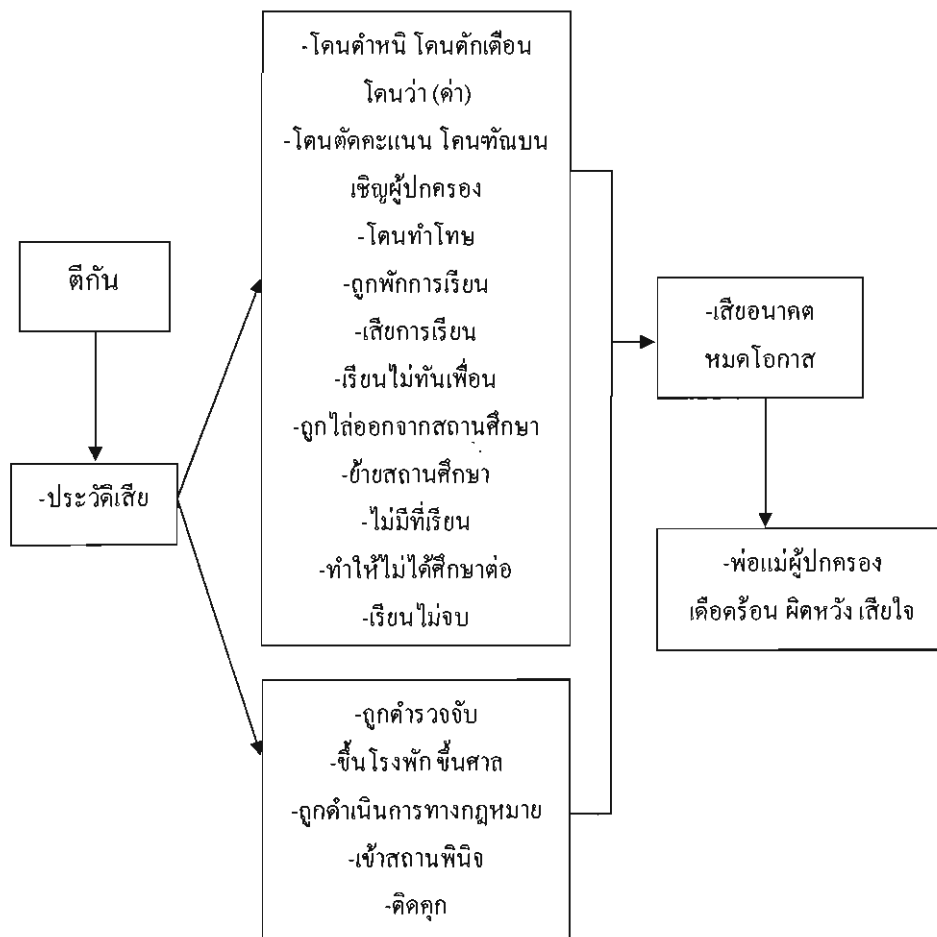 ตีกัน
-ประวัติเสีย
-โดนตำหนิ โดนตักเตือน
โดนว่า (ด่า)
-โดนตัดคะแนน โดนทัณบน
เชิญผู้ปกครอง
-โดนทำโทษ
-ถูกพักการเรียน
-เสียการเรียน
-เรียนไม่ทันเพื่อน
-ถูกไล่ออกจากสถานศึกษา
-ย้ายสถานศึกษา
-ไม่มีที่เรียน
-ทำให้ไม่ได้ศึกษาต่อ
-เรียนไม่จบ
-ถูกตำรวจจับ
-ขึ้นโรงพัก ขึ้นศาล
-ถูกดำเนินการทางกฎหมาย
-เข้าสถานพินิจ
-ติดคุก
-เสียอนาคต
หมดโอกาส
-พ่อแม่ผู้ปกครอง
เดือดร้อน ผิดหวัง เสียใจ